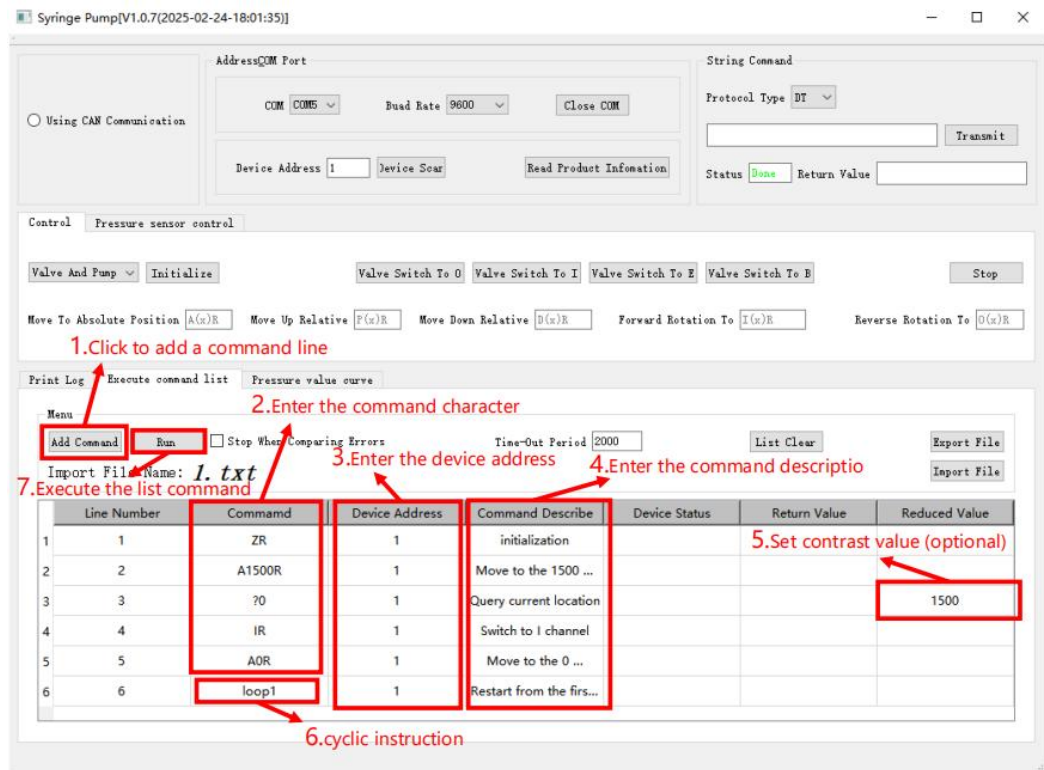 Syringe Pump[V1.0.7(2025-02-24-18:01:35)]
AddressCOM Port
String Command
COM COM5 Buad Rate 9600 Close COM
Protocol Type DT
Using CAN Communication
Transmit
Device Address 1 Device Scar Read Product Infomation
Status Done Return Value
Control Pressure sensor control
Valve And Pump Initialize Valve Switch To O Valve Switch To I Valve Switch To E Valve Switch To B Stop
Move To Absolute Position A(x)R Move Up Relative P(x)R Move Down Relative D(x)R Forward Rotation To I(x)R Reverse Rotation To O(x)R
1.Click to add a command line
Print Log Execute command list Pressure value curve
2.Enter the command character
Menu
Add Command Run Stop When Comparing Errors Time-Out Period 2000 List Clear Export File
3.Enter the device address
4.Enter the command descriptio
Import File Name: 1. txt Import File
7.Execute the list command
Line Number Commamd Device Address Command Describe Device Status Return Value Reduced Value
1 1 ZR 1 initialization
5.Set contrast value (optional)
2 2 A1500R 1 Move to the 1500 ...
3 3 ?0 1 Query current location 1500
4 4 IR 1 Switch to I channel
5 5 A0R 1 Move to the 0 ...
6 6 loop1 1 Restart from the firs...
6.cyclic instruction